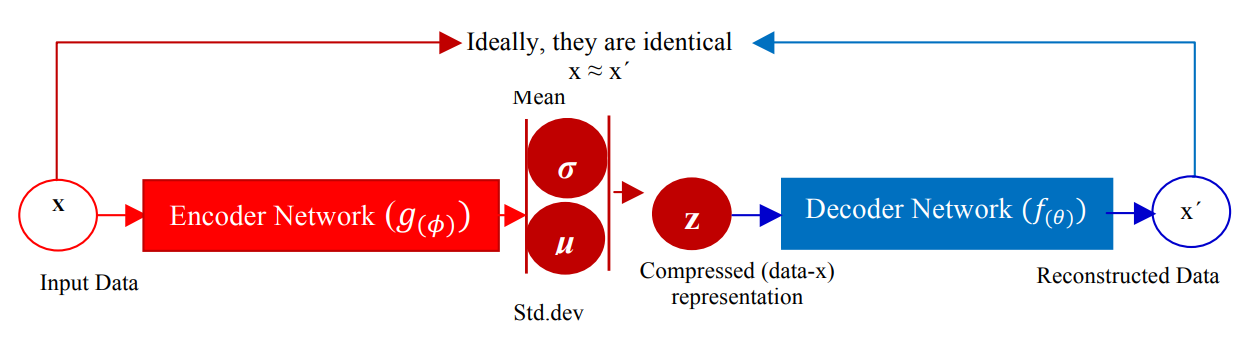 Ideally, they are identical
x ≈ x´
Mean
σ
x
Encoder Network (g(ϕ))
μ
z
Decoder Network (f(θ))
x´
Input Data
Compressed (data-x)
representation
Reconstructed Data
Std.dev